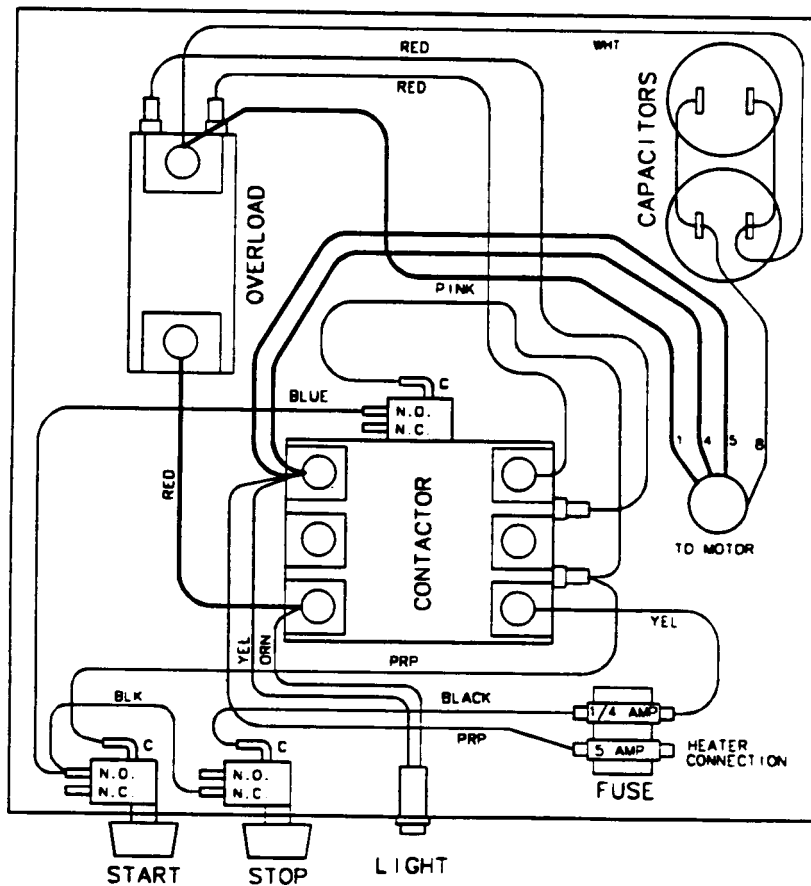 RED
WHT
RED
CAPACITORS
OVERLOAD
PINK
C
BLUE
N.O.
N.C.
1
4
5
8
RED
CONTACTOR
TO MOTOR
YEL
ORN
YEL
PRP
BLK
BLACK
1/4 AMP
C
C
PRP
5 AMP
HEATER
CONNECTION
N.O.
N.C.
N.O.
N.C.
FUSE
START
STOP
LIGHT